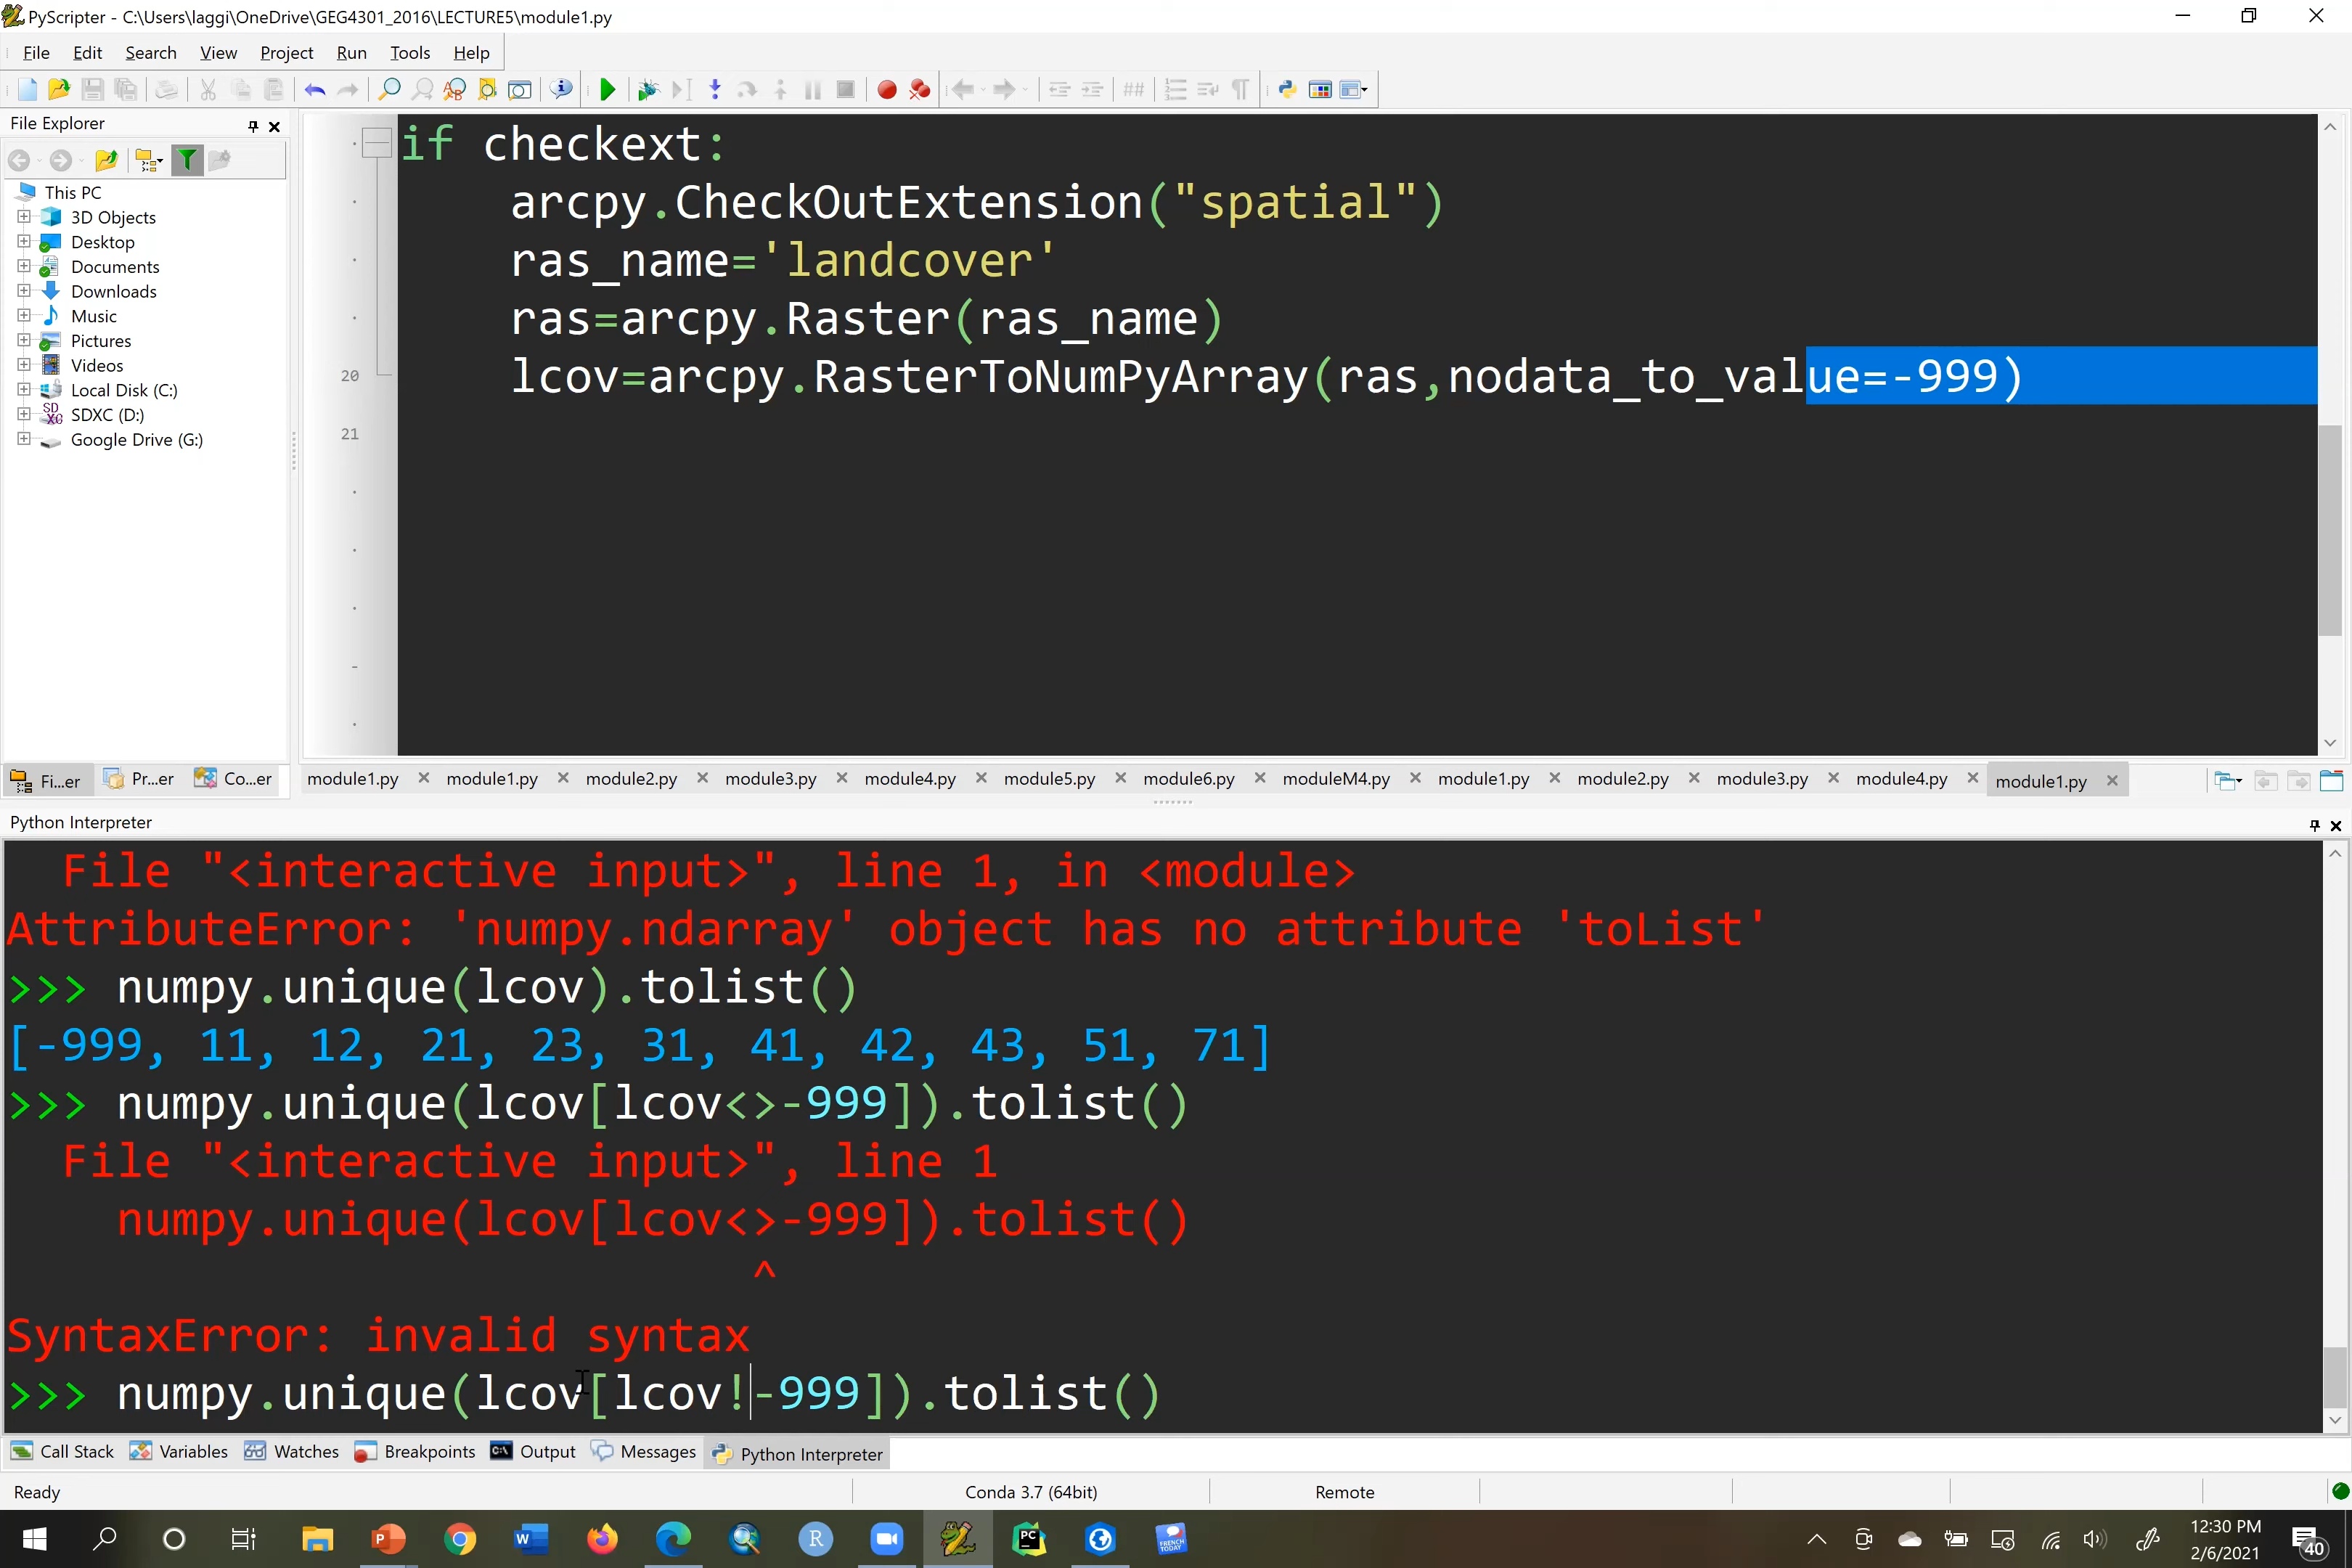 PyScripter - C:\Users\laggi\OneDrive\GEG4301_2016\LECTURE5\module1.py
File Edit Search View Project Run Tools Help
File Explorer
This PC
3D Objects
Desktop
Documents
Downloads
Music
Pictures
Videos
Local Disk (C:)
SDXC (D:)
Google Drive (G:)
Fi...er Pr...er Co...er
if checkext:
arcpy.CheckOutExtension("spatial")
ras_name='landcover'
ras=arcpy.Raster(ras_name)
20 lcov=arcpy.RasterToNumPyArray(ras,nodata_to_value=-999)
21
module1.py module1.py module2.py module3.py module4.py module5.py module6.py moduleM4.py module1.py module2.py module3.py module4.py module1.py
Python Interpreter
File "<interactive input>", line 1, in <module>
AttributeError: 'numpy.ndarray' object has no attribute 'toList'
>>> numpy.unique(lcov).tolist()
[-999, 11, 12, 21, 23, 31, 41, 42, 43, 51, 71]
>>> numpy.unique(lcov[lcov<>-999]).tolist()
File "<interactive input>", line 1
numpy.unique(lcov[lcov<>-999]).tolist()
^
SyntaxError: invalid syntax
>>> numpy.unique(lcov[lcov!-999]).tolist()
Call Stack Variables Watches Breakpoints Output Messages Python Interpreter
Ready Conda 3.7 (64bit) Remote
12:30 PM
2/6/2021
40